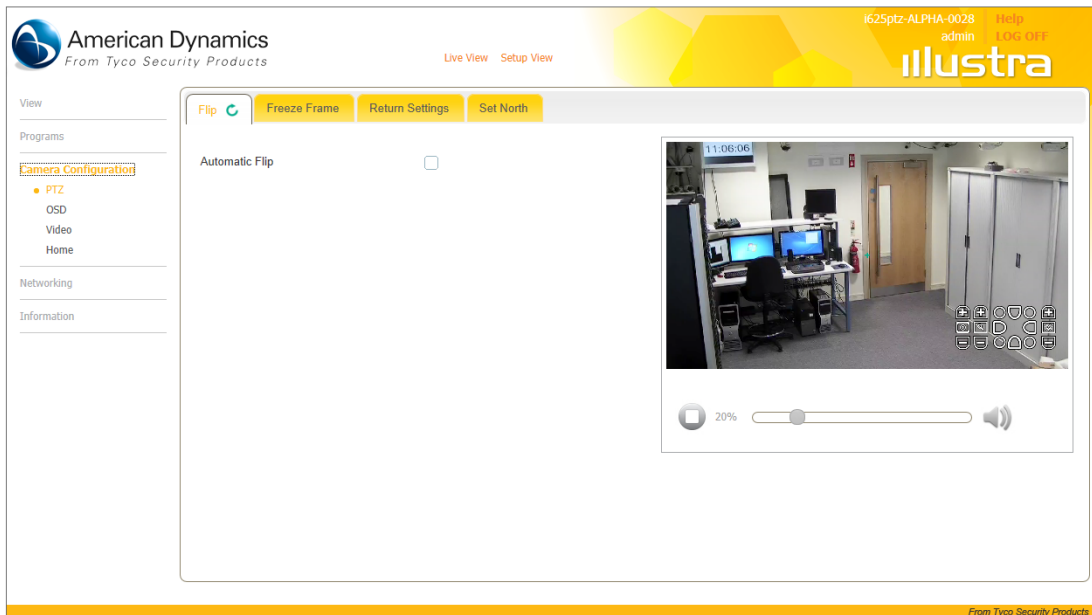 American Dynamics
From Tyco Security Products
Live View Setup View
i625ptz-ALPHA-0028 Help
admin LOG OFF
illustra
View
Programs
Camera Configuration
PTZ
OSD
Video
Home
Networking
Information
Flip Freeze Frame Return Settings Set North
Automatic Flip
11:06:06
20%
From Tyco Security Products